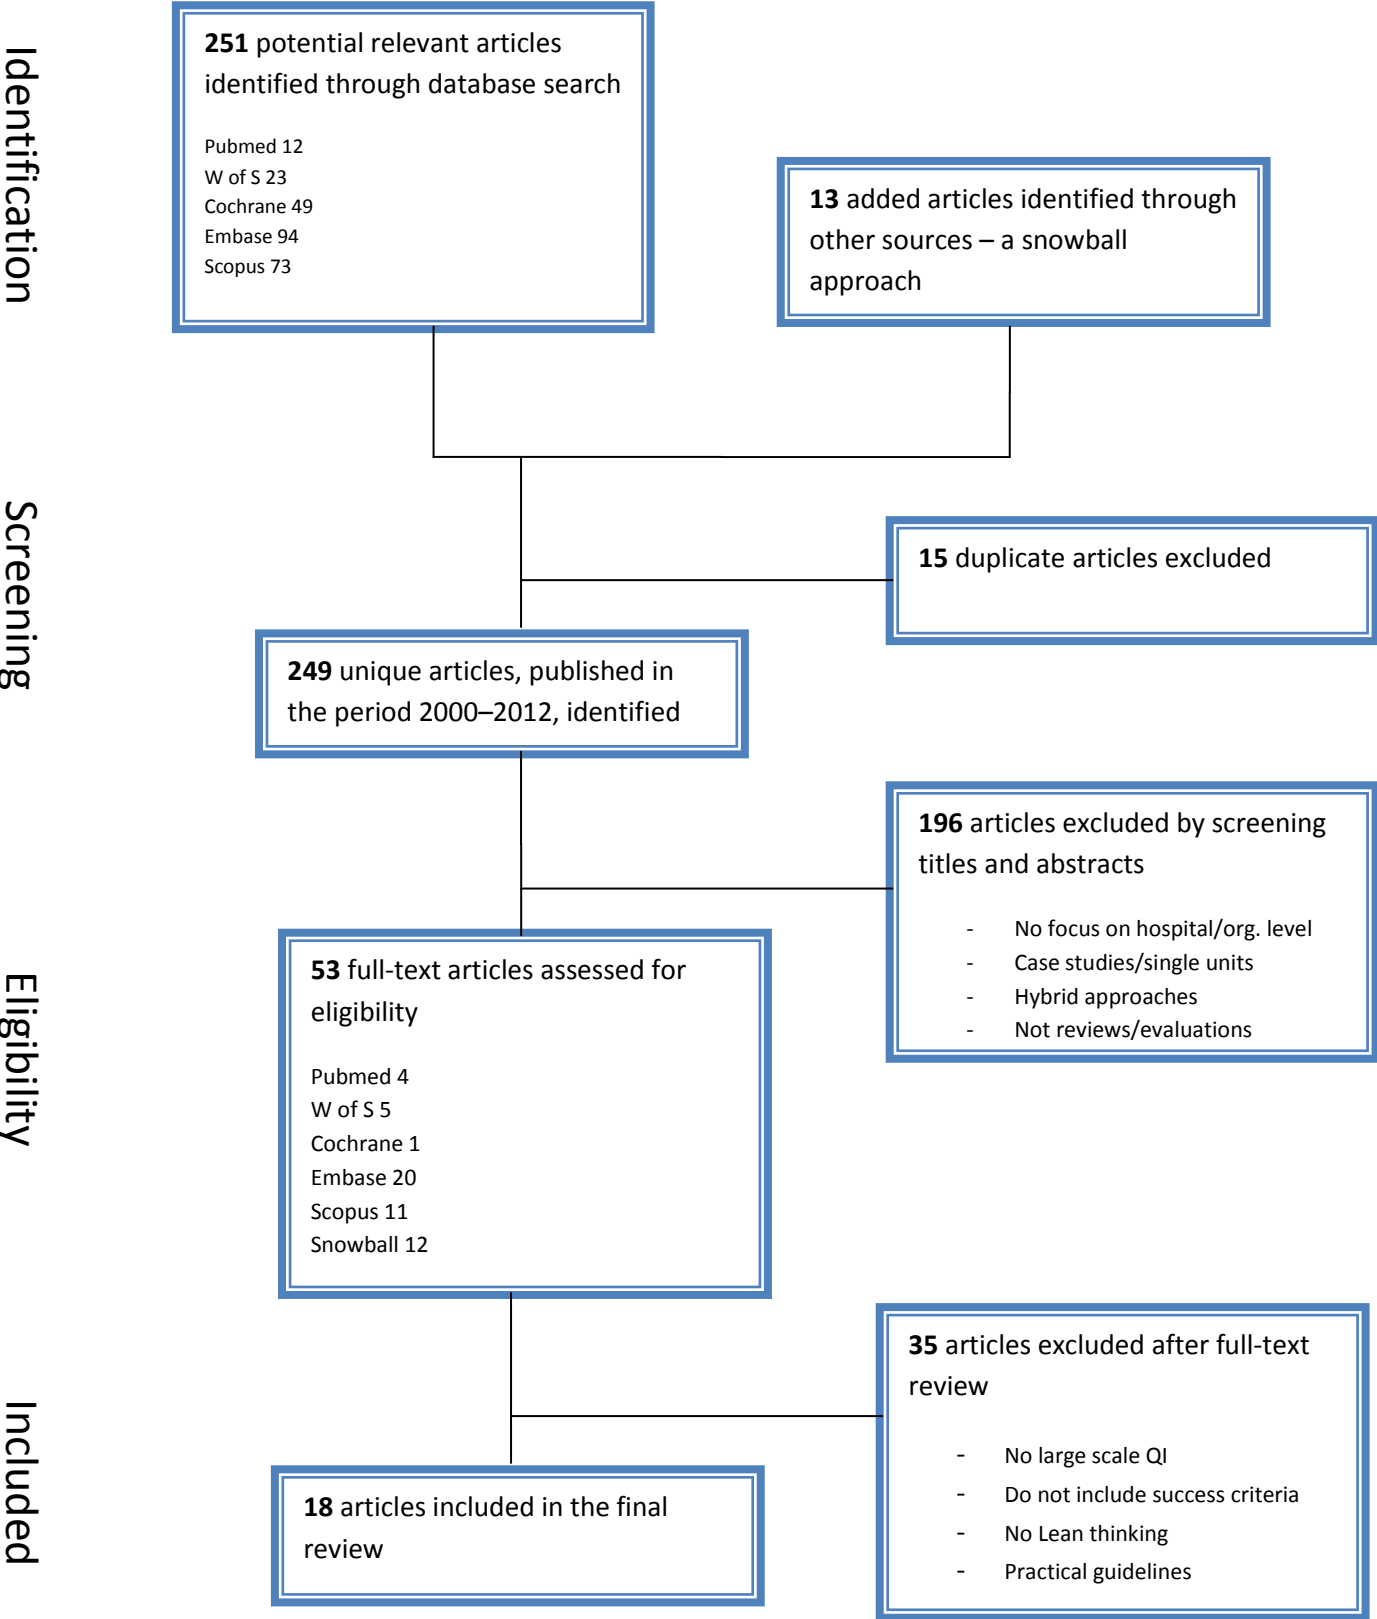 Identification
251 potential relevant articles
identified through database search
Pubmed 12
W of S 23
Cochrane 49
Embase 94
Scopus 73
13 added articles identified through
other sources – a snowball
approach
Screening
15 duplicate articles excluded
249 unique articles, published in
the period 2000–2012, identified
196 articles excluded by screening
titles and abstracts
- No focus on hospital/org. level
- Case studies/single units
- Hybrid approaches
- Not reviews/evaluations
Eligibility
53 full-text articles assessed for
eligibility
Pubmed 4
W of S 5
Cochrane 1
Embase 20
Scopus 11
Snowball 12
35 articles excluded after full-text
review
- No large scale QI
- Do not include success criteria
- No Lean thinking
- Practical guidelines
Included
18 articles included in the final
review